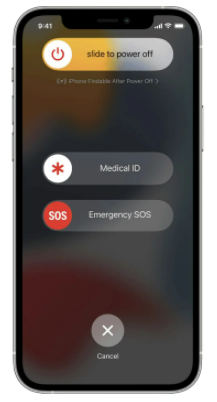 9:41
slide to power off
iPhone Findable After Power Off >
Medical ID
SOS
Emergency SOS
Cancel